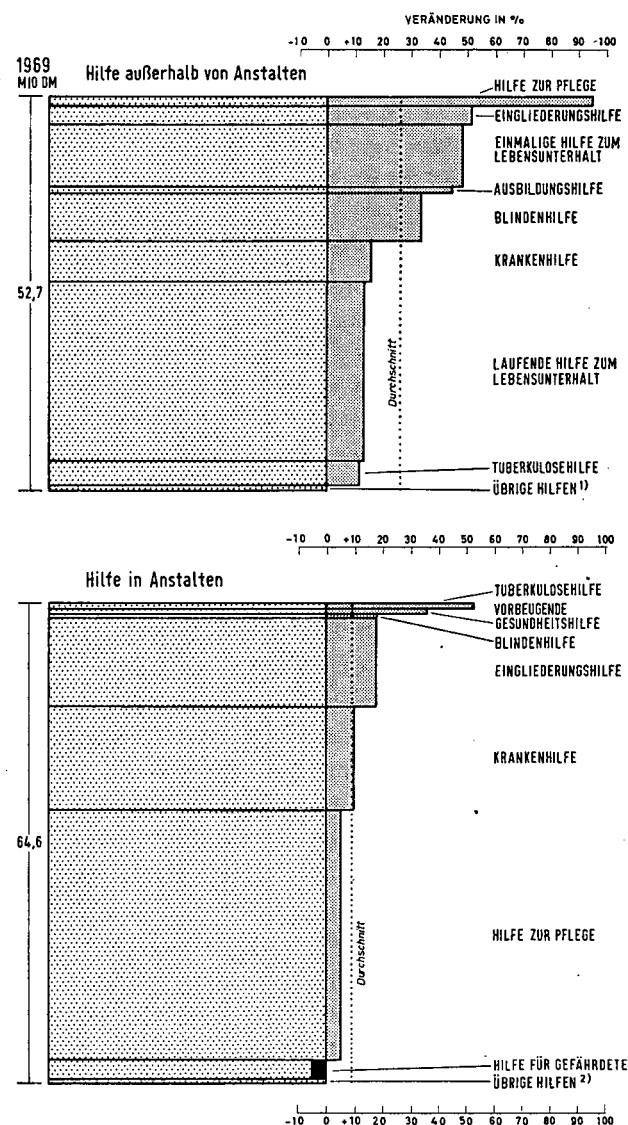 VERÄNDERUNG IN %
-10 0 +10 20 30 40 50 60 70 80 90 -100
1969
MIO DM
Hilfe außerhalb von Anstalten
HILFE ZUR PFLEGE
EINGLIEDERUNGSHILFE
EINMALIGE HILFE ZUM
LEBENSUNTERHALT
AUSBILDUNGSHILFE
BLINDENHILFE
KRANKENHILFE
52,7
Durchschnitt
LAUFENDE HILFE ZUM
LEBENSUNTERHALT
TUBERKULOSEHILFE
ÜBRIGE HILFEN 1)
-10 0 +10 20 30 40 50 60 70 80 90 100
Hilfe in Anstalten
TUBERKULOSEHILFE
VORBEUGENDE
GESUNDHEITSHILFE
BLINDENHILFE
EINGLIEDERUNGSHILFE
KRANKENHILFE
64,6
Durchschnitt
HILFE ZUR PFLEGE
HILFE FÜR GEFÄHRDETE
ÜBRIGE HILFEN 2)
-10 0 +10 20 30 40 50 60 70 80 90 100